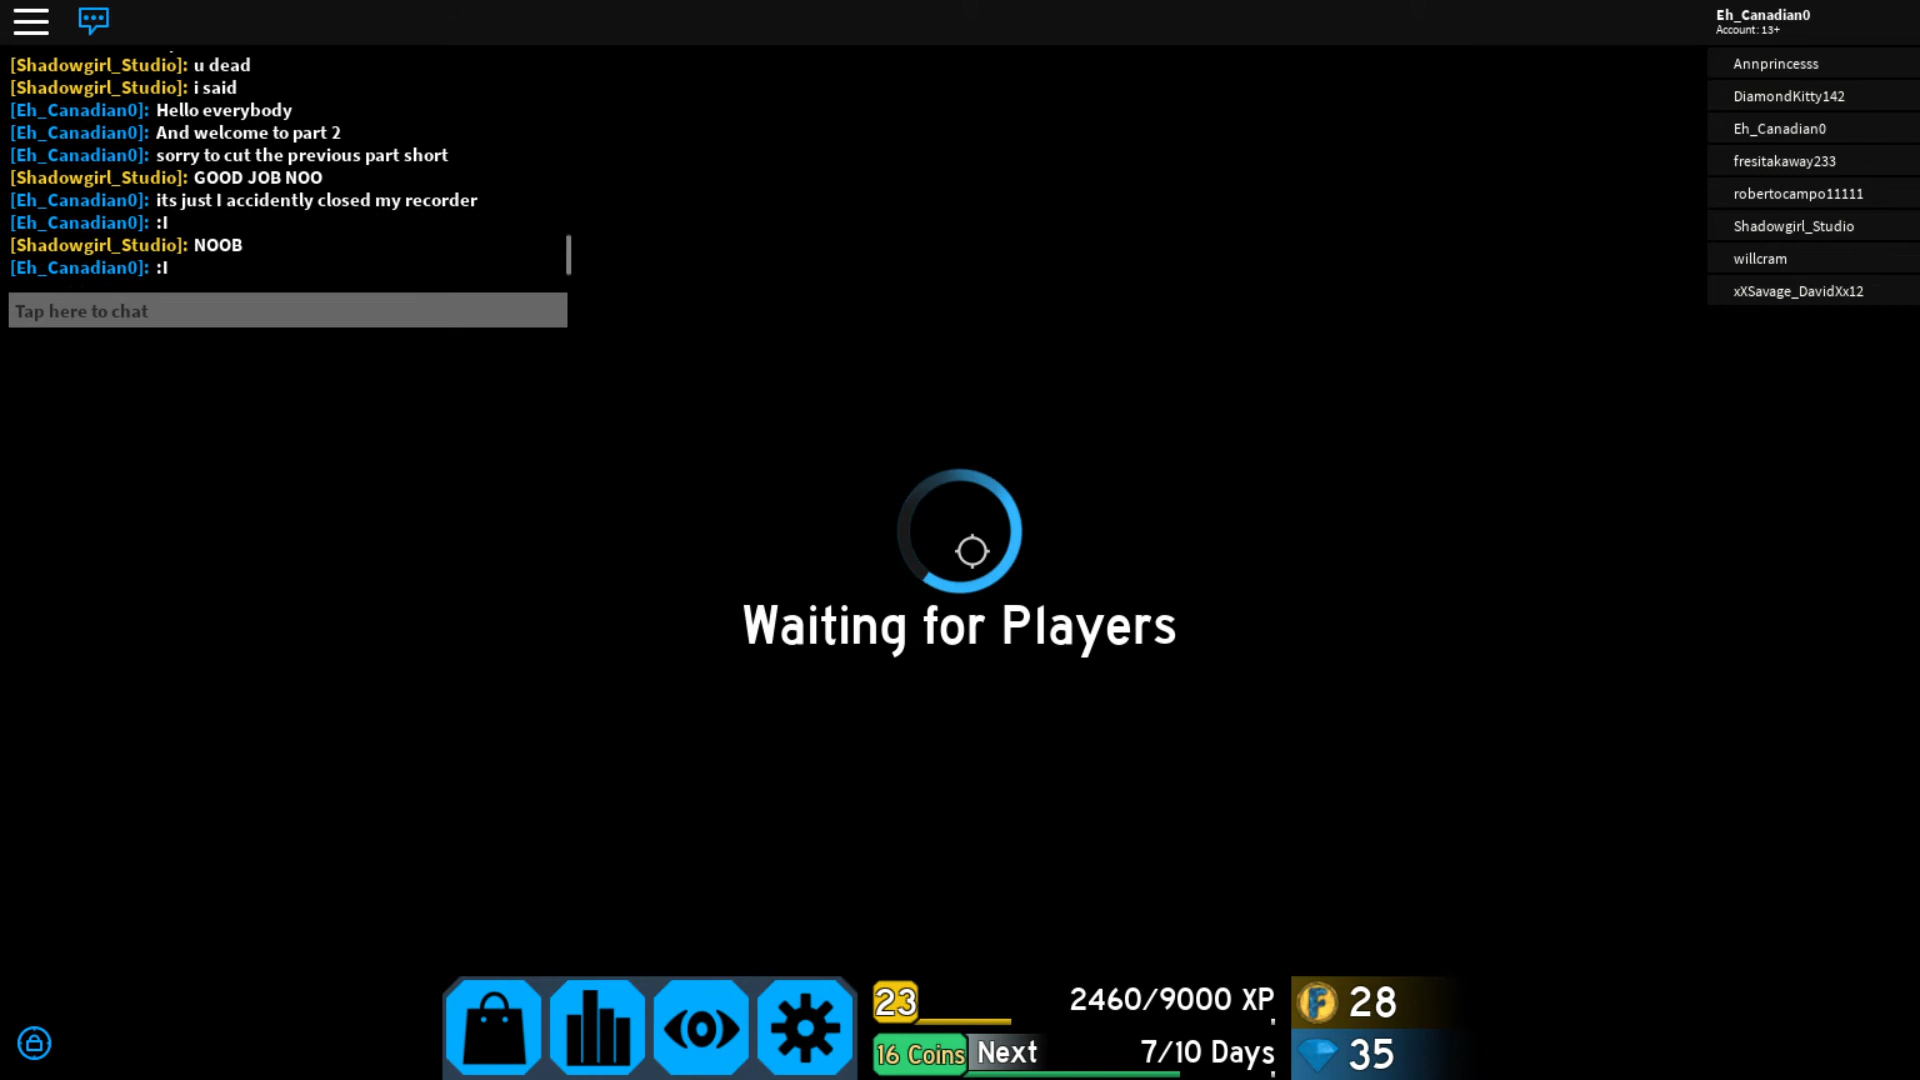 Eh_Canadian0
Account: 13+
[Shadowgirl_Studio]: u dead
[Shadowgirl_Studio]: i said
[Eh_Canadian0]: Hello everybody
[Eh_Canadian0]: And welcome to part 2
[Eh_Canadian0]: sorry to cut the previous part short
[Shadowgirl_Studio]: GOOD JOB NOO
[Eh_Canadian0]: its just I accidently closed my recorder
[Eh_Canadian0]: :I
[Shadowgirl_Studio]: NOOB
[Eh_Canadian0]: :I
Tap here to chat
Annprincesss
DiamondKitty142
Eh_Canadian0
fresitakaway233
robertocampo11111
Shadowgirl_Studio
willcram
xXSavage_DavidXx12
Waiting for Players
23
2460/9000 XP
16 Coins Next
7/10 Days
F 28
35